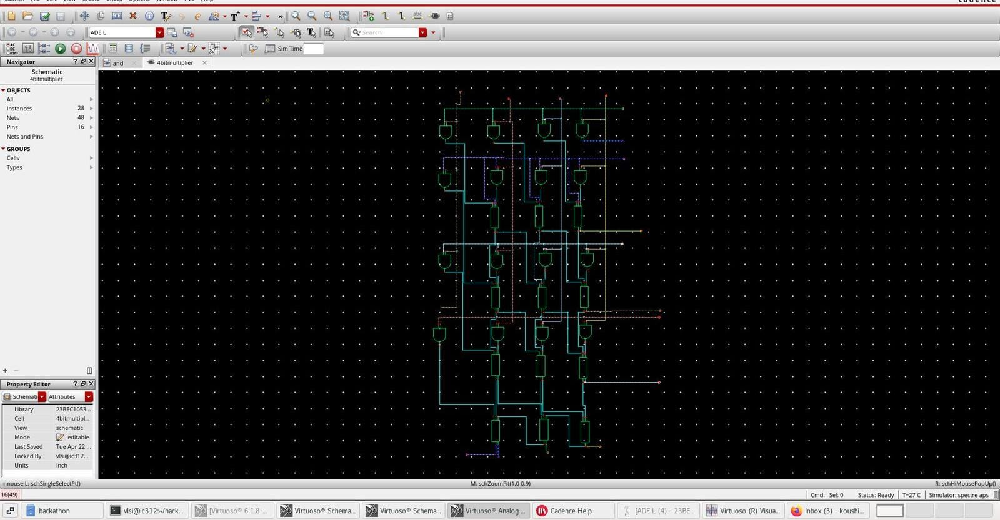 cadence
ADE L
Search
AC
DC
Trans
Sim Time
Navigator
and
4bitmultiplier
Schematic
4bitmultiplier
OBJECTS
All
Instances 28
Nets 48
Pins 16
Nets and Pins
GROUPS
Cells
Types
Property Editor
Schemati Attributes
Library 23BEC1053...
Cell 4bitmultipl...
View schematic
Mode editable
Last Saved Tue Apr 22 ...
Locked By vlsi@ic312....
Units inch
mouse L: schSingleSelectPt() M: schZoomFit(1.0 0.9) R: schHiMousePopUp()
16(49) Cmd: Sel: 0 Status: Ready T=27 C Simulator: spectre aps
hackathon vlsi@ic312:~/hack... [Virtuoso® 6.1.8-... Virtuoso® Schema... Virtuoso® Schema... Virtuoso® Analog ... Cadence Help [ADE L (4) - 23BE... Virtuoso (R) Visua... Inbox (3) - koushi...